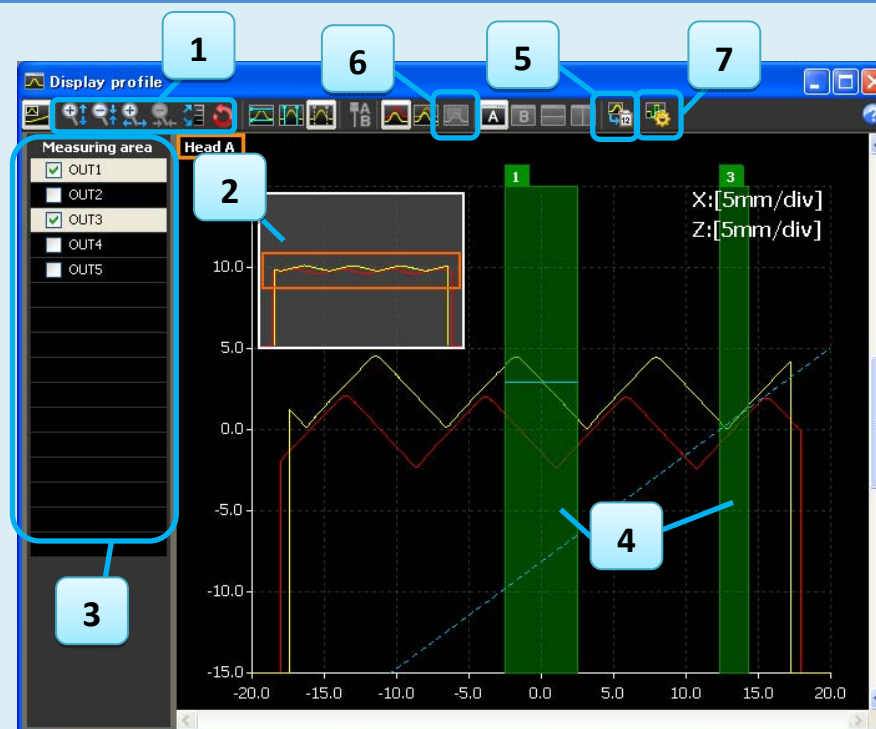 1
6
5
7
Display profile
A
B
A
B
12
Measuring area
Head A
OUT1
OUT2
OUT3
OUT4
OUT5
2
1
3
X:[5mm/div]
Z:[5mm/div]
10.0
5.0
0.0
-5.0
-10.0
-15.0
4
3
-20.0 -15.0 -10.0 -5.0 0.0 5.0 10.0 15.0 20.0